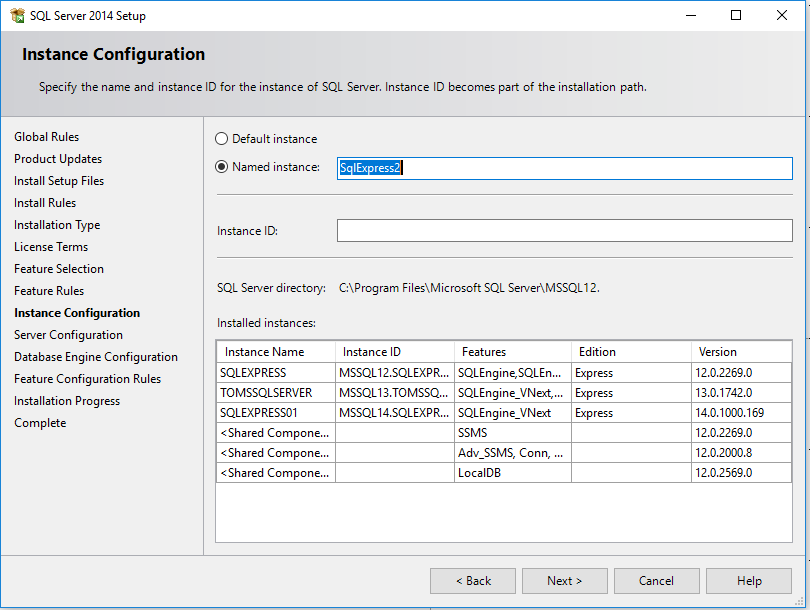 SQL Server 2014 Setup
Instance Configuration
Specify the name and instance ID for the instance of SQL Server. Instance ID becomes part of the installation path.
Global Rules
Product Updates
Install Setup Files
Install Rules
Installation Type
License Terms
Feature Selection
Feature Rules
Instance Configuration
Server Configuration
Database Engine Configuration
Feature Configuration Rules
Installation Progress
Complete
Default instance
Named instance: SqlExpress2
Instance ID:
SQL Server directory: C:\Program Files\Microsoft SQL Server\MSSQL12.
Installed instances:
Instance Name Instance ID Features Edition Version
SQLEXPRESS MSSQL12.SQLEXPR... SQLEngine,SQLEn... Express 12.0.2269.0
TOMSSQLSERVER MSSQL13.TOMSSQ... SQLEngine_VNext,... Express 13.0.1742.0
SQLEXPRESS01 MSSQL14.SQLEXPR... SQLEngine_VNext Express 14.0.1000.169
<Shared Compone... SSMS 12.0.2269.0
<Shared Compone... Adv_SSMS, Conn, ... 12.0.2000.8
<Shared Compone... LocalDB 12.0.2569.0
< Back Next > Cancel Help